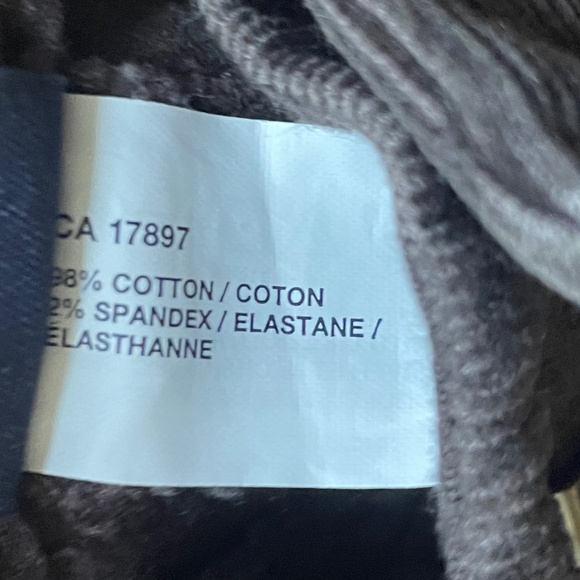 CA 17897
98% COTTON / COTON
2% SPANDEX / ELASTANE /
ÉLASTHANNE